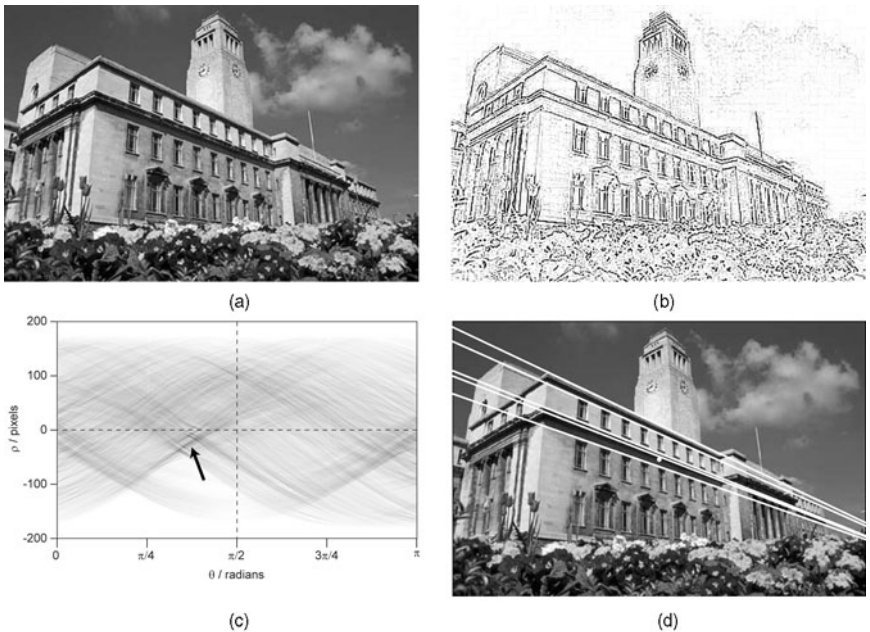 (a)
(b)
200
100
0
-100
-200
ρ / pixels
0
π/4
π/2
3π/4
π
θ / radians
(c)
(d)